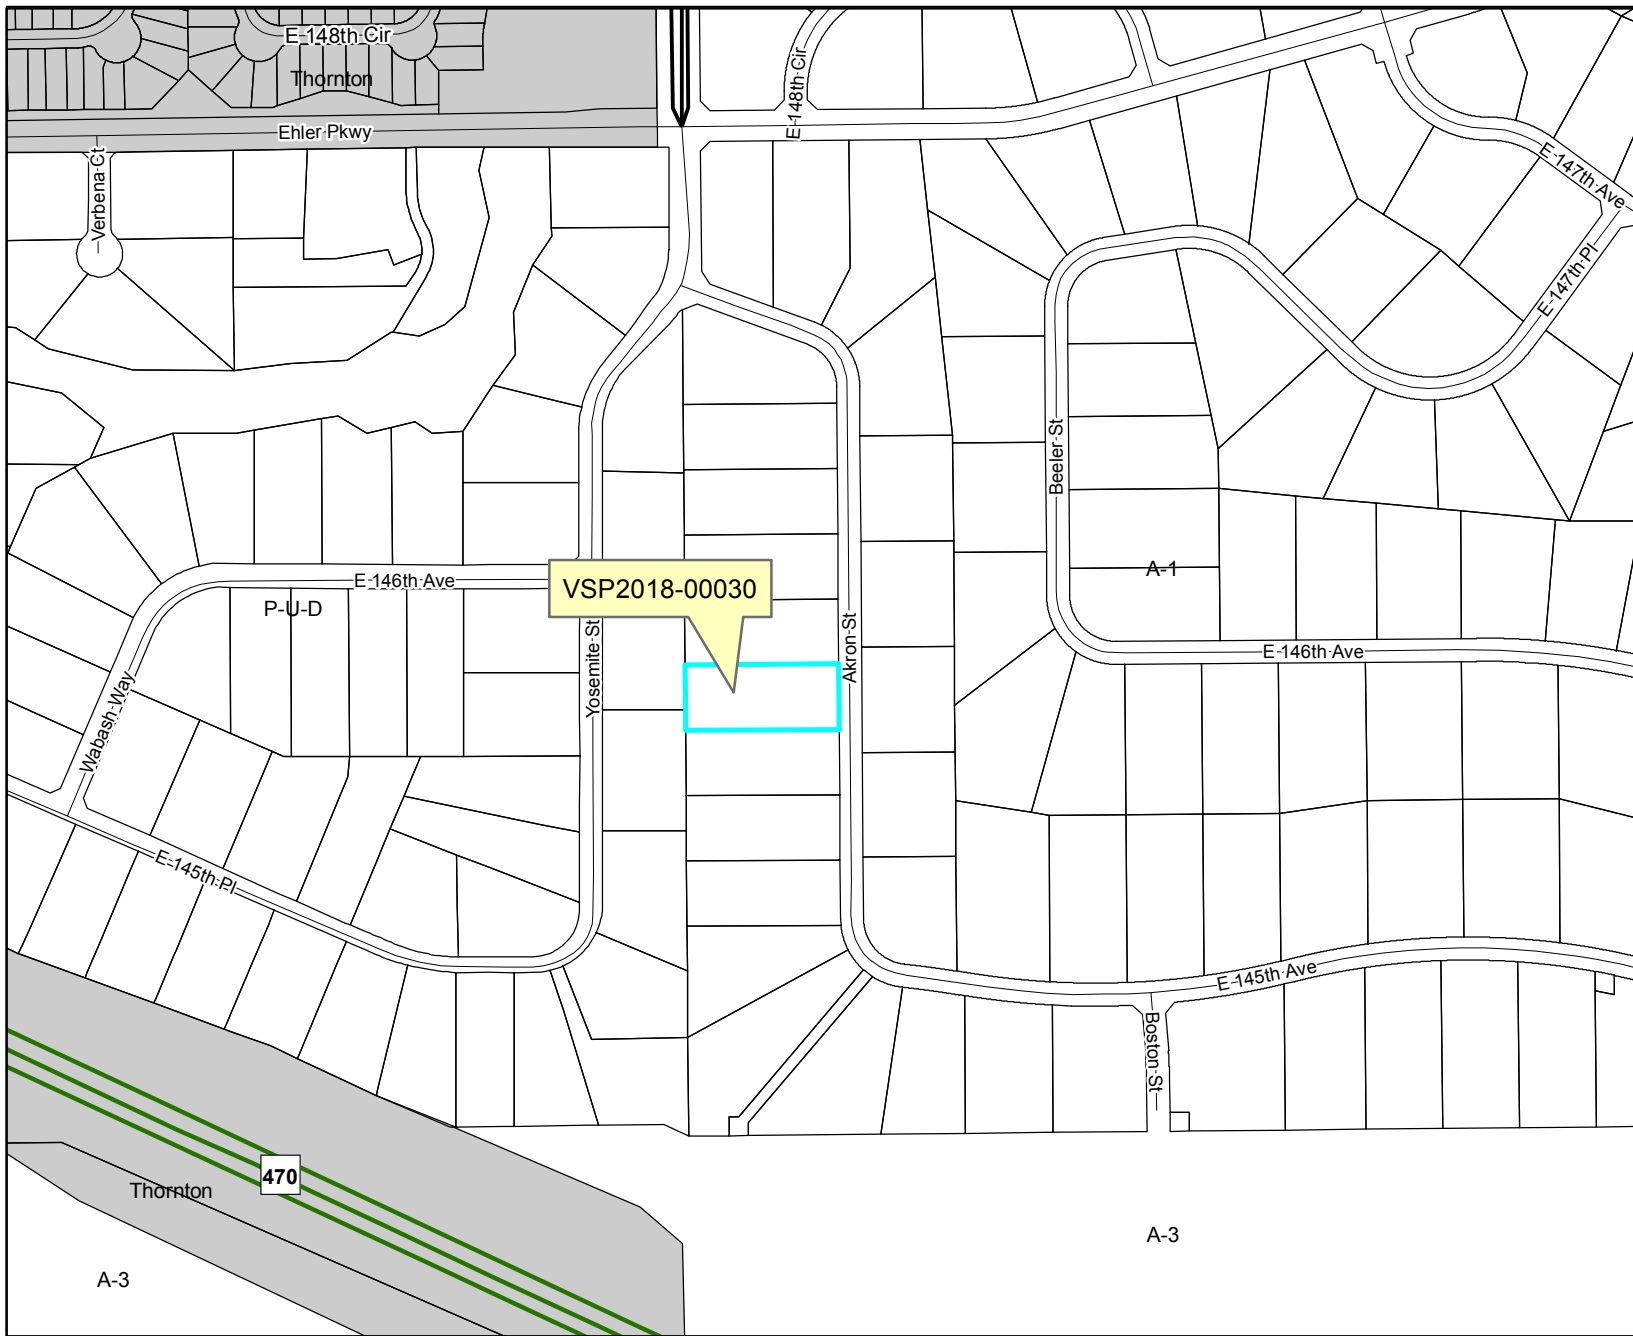 E 148th Cir
Thornton
E 148th Cir
Ehler Pkwy
Verbena Ct
E 147th Ave
E 147th Pl
Beeler St
A-1
E 146th Ave
VSP2018-00030
P-U-D
Yosemite St
Akron St
E 146th Ave
Wabash Way
E 145th Pl
E 145th Ave
Boston St
470
Thornton
A-3
A-3